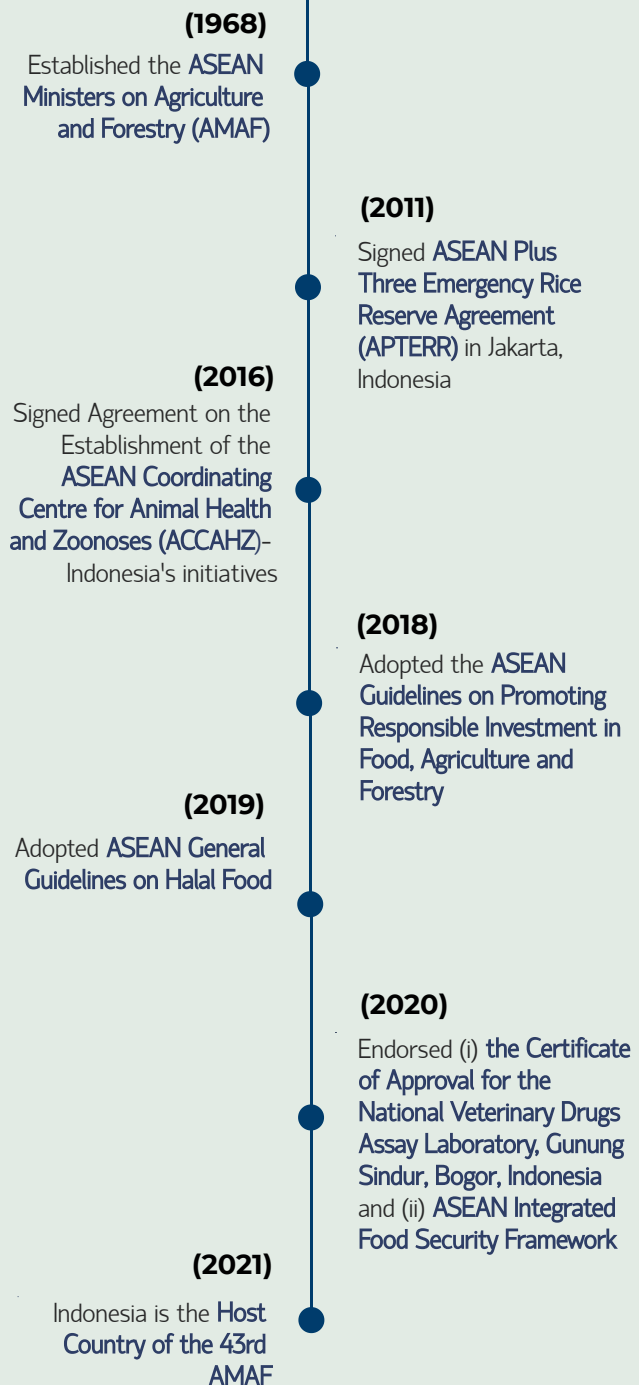 (1968)
Established the ASEAN
Ministers on Agriculture
and Forestry (AMAF)
(2011)
Signed ASEAN Plus
Three Emergency Rice
Reserve Agreement
(APTERR) in Jakarta,
Indonesia
(2016)
Signed Agreement on the
Establishment of the
ASEAN Coordinating
Centre for Animal Health
and Zoonoses (ACCAHZ)-
Indonesia's initiatives
(2018)
Adopted the ASEAN
Guidelines on Promoting
Responsible Investment in
Food, Agriculture and
Forestry
(2019)
Adopted ASEAN General
Guidelines on Halal Food
(2020)
Endorsed (i) the Certificate
of Approval for the
National Veterinary Drugs
Assay Laboratory, Gunung
Sindur, Bogor, Indonesia
and (ii) ASEAN Integrated
Food Security Framework
(2021)
Indonesia is the Host
Country of the 43rd
AMAF